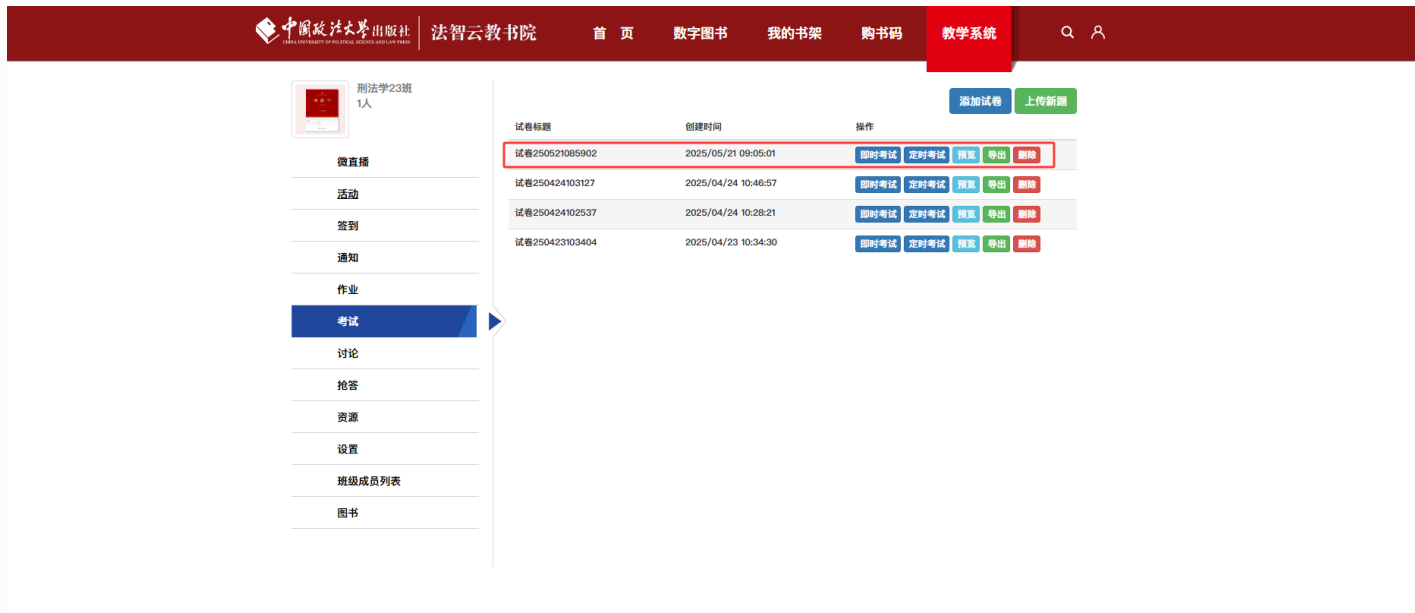 中国政法大学出版社 法智云教书院 首 页 数字图书 我的书架 购书码 教学系统
CHINA UNIVERSITY OF POLITICAL SCIENCE AND LAW PRESS
刑法学23班
1人
添加试卷 上传新题
试卷标题 创建时间 操作
试卷250521085902 2025/05/21 09:05:01 即时考试 定时考试 预览 导出 删除
试卷250424103127 2025/04/24 10:46:57 即时考试 定时考试 预览 导出 删除
试卷250424102537 2025/04/24 10:28:21 即时考试 定时考试 预览 导出 删除
试卷250423103404 2025/04/23 10:34:30 即时考试 定时考试 预览 导出 删除
微直播
活动
签到
通知
作业
考试
讨论
抢答
资源
设置
班级成员列表
图书